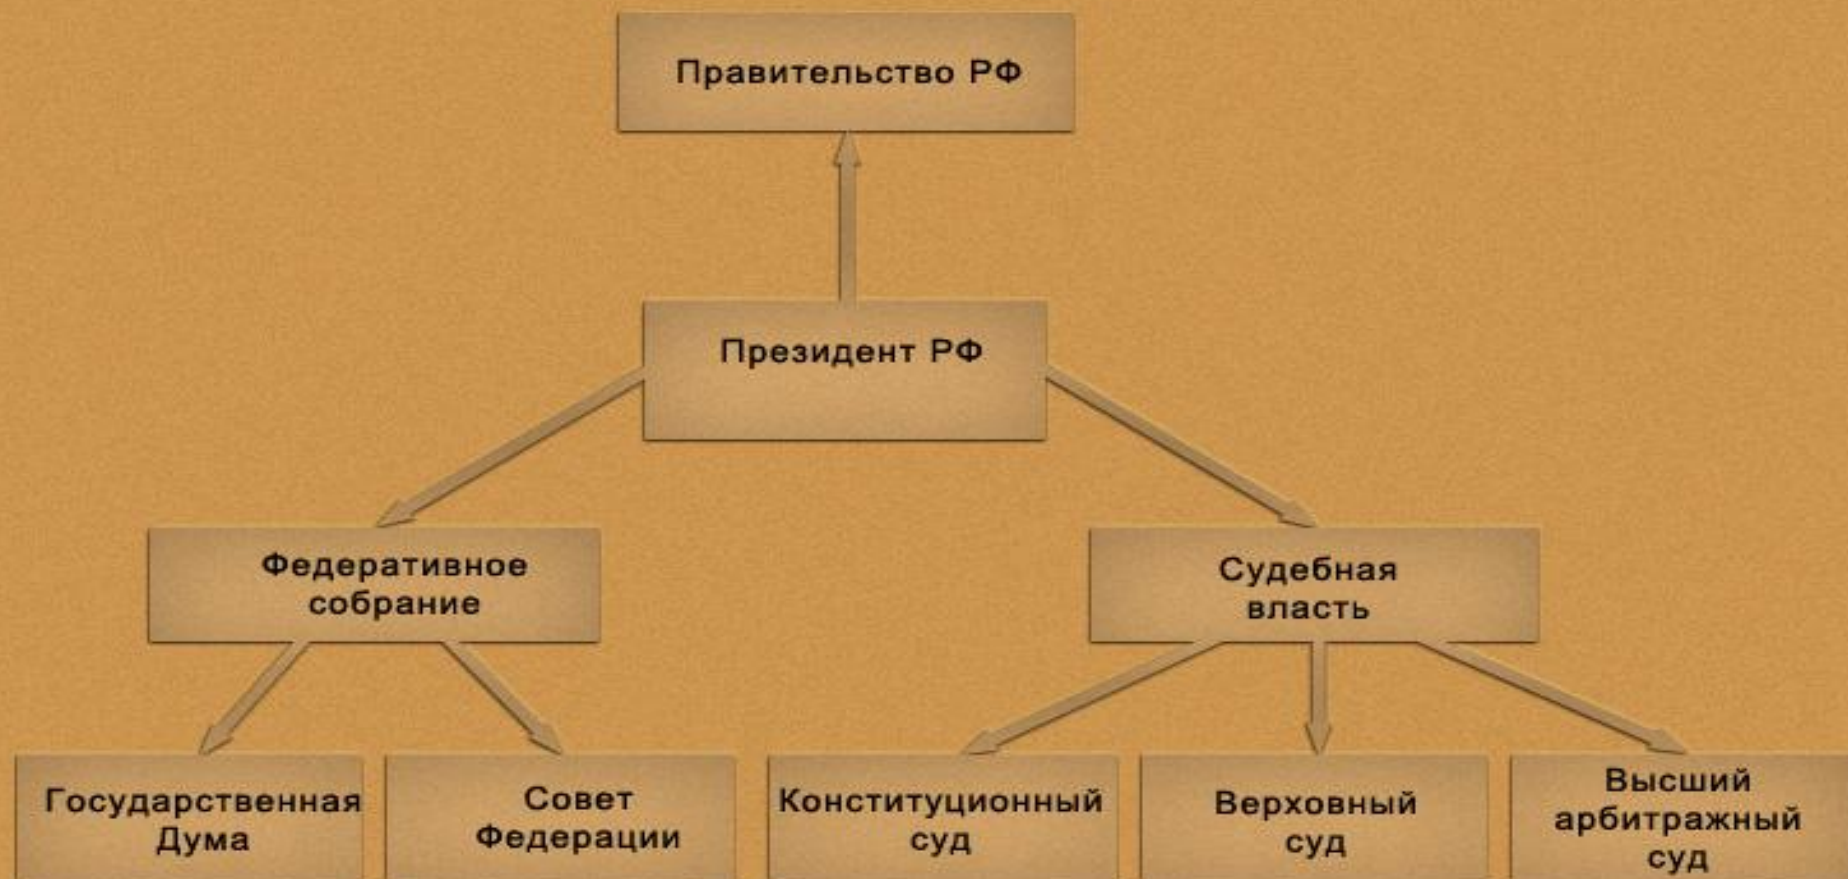 Правительство РФ
Президент РФ
Федеративное
собрание
Судебная
власть
Государственная
Дума
Совет
Федерации
Конституционный
суд
Верховный
суд
Высший
арбитражный
суд